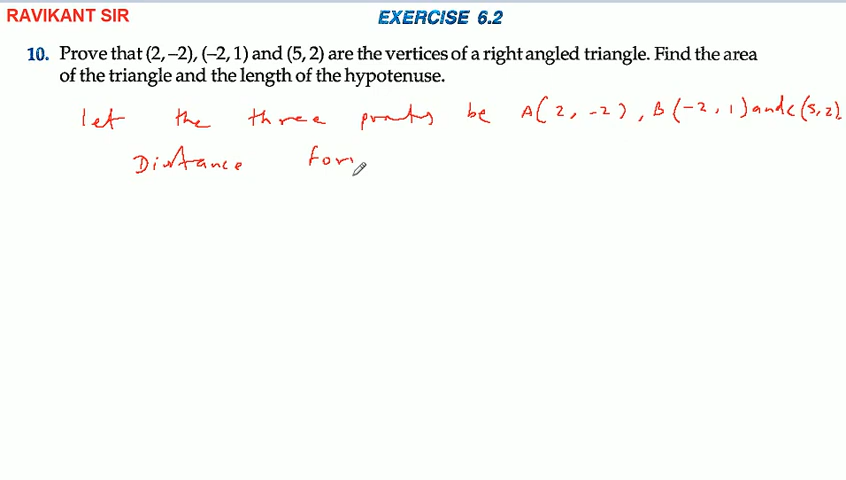 RAVIKANT SIR
EXERCISE 6.2
10. Prove that (2, –2), (–2, 1) and (5, 2) are the vertices of a right angled triangle. Find the area
of the triangle and the length of the hypotenuse.
let the three points be A(2, -2), B(-2, 1) and C(5, 2)
Distance for